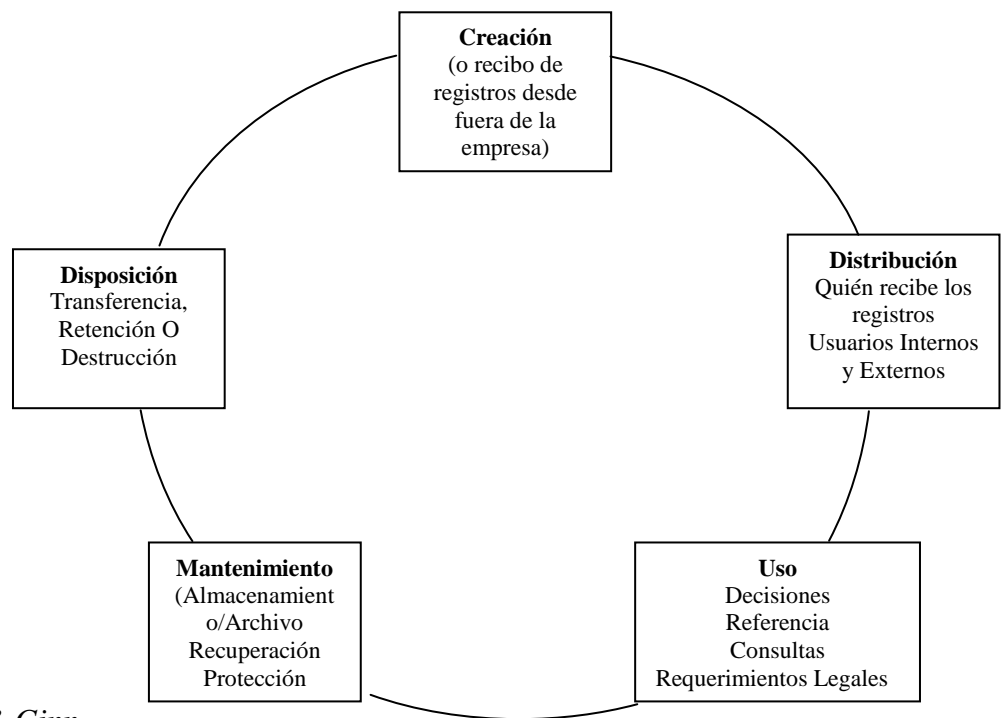 Creación
(o recibo de
registros desde
fuera de la
empresa)
Distribución
Quién recibe los
registros
Usuarios Internos
y Externos
Uso
Decisiones
Referencia
Consultas
Requerimientos Legales
Mantenimiento
(Almacenamient
o/Archivo
Recuperación
Protección
Disposición
Transferencia,
Retención O
Destrucción